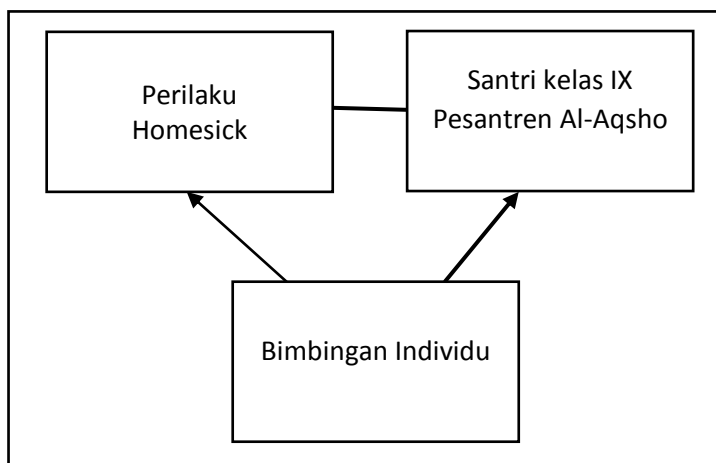 Perilaku
Homesick
Santri kelas IX
Pesantren Al-Aqsho
Bimbingan Individu